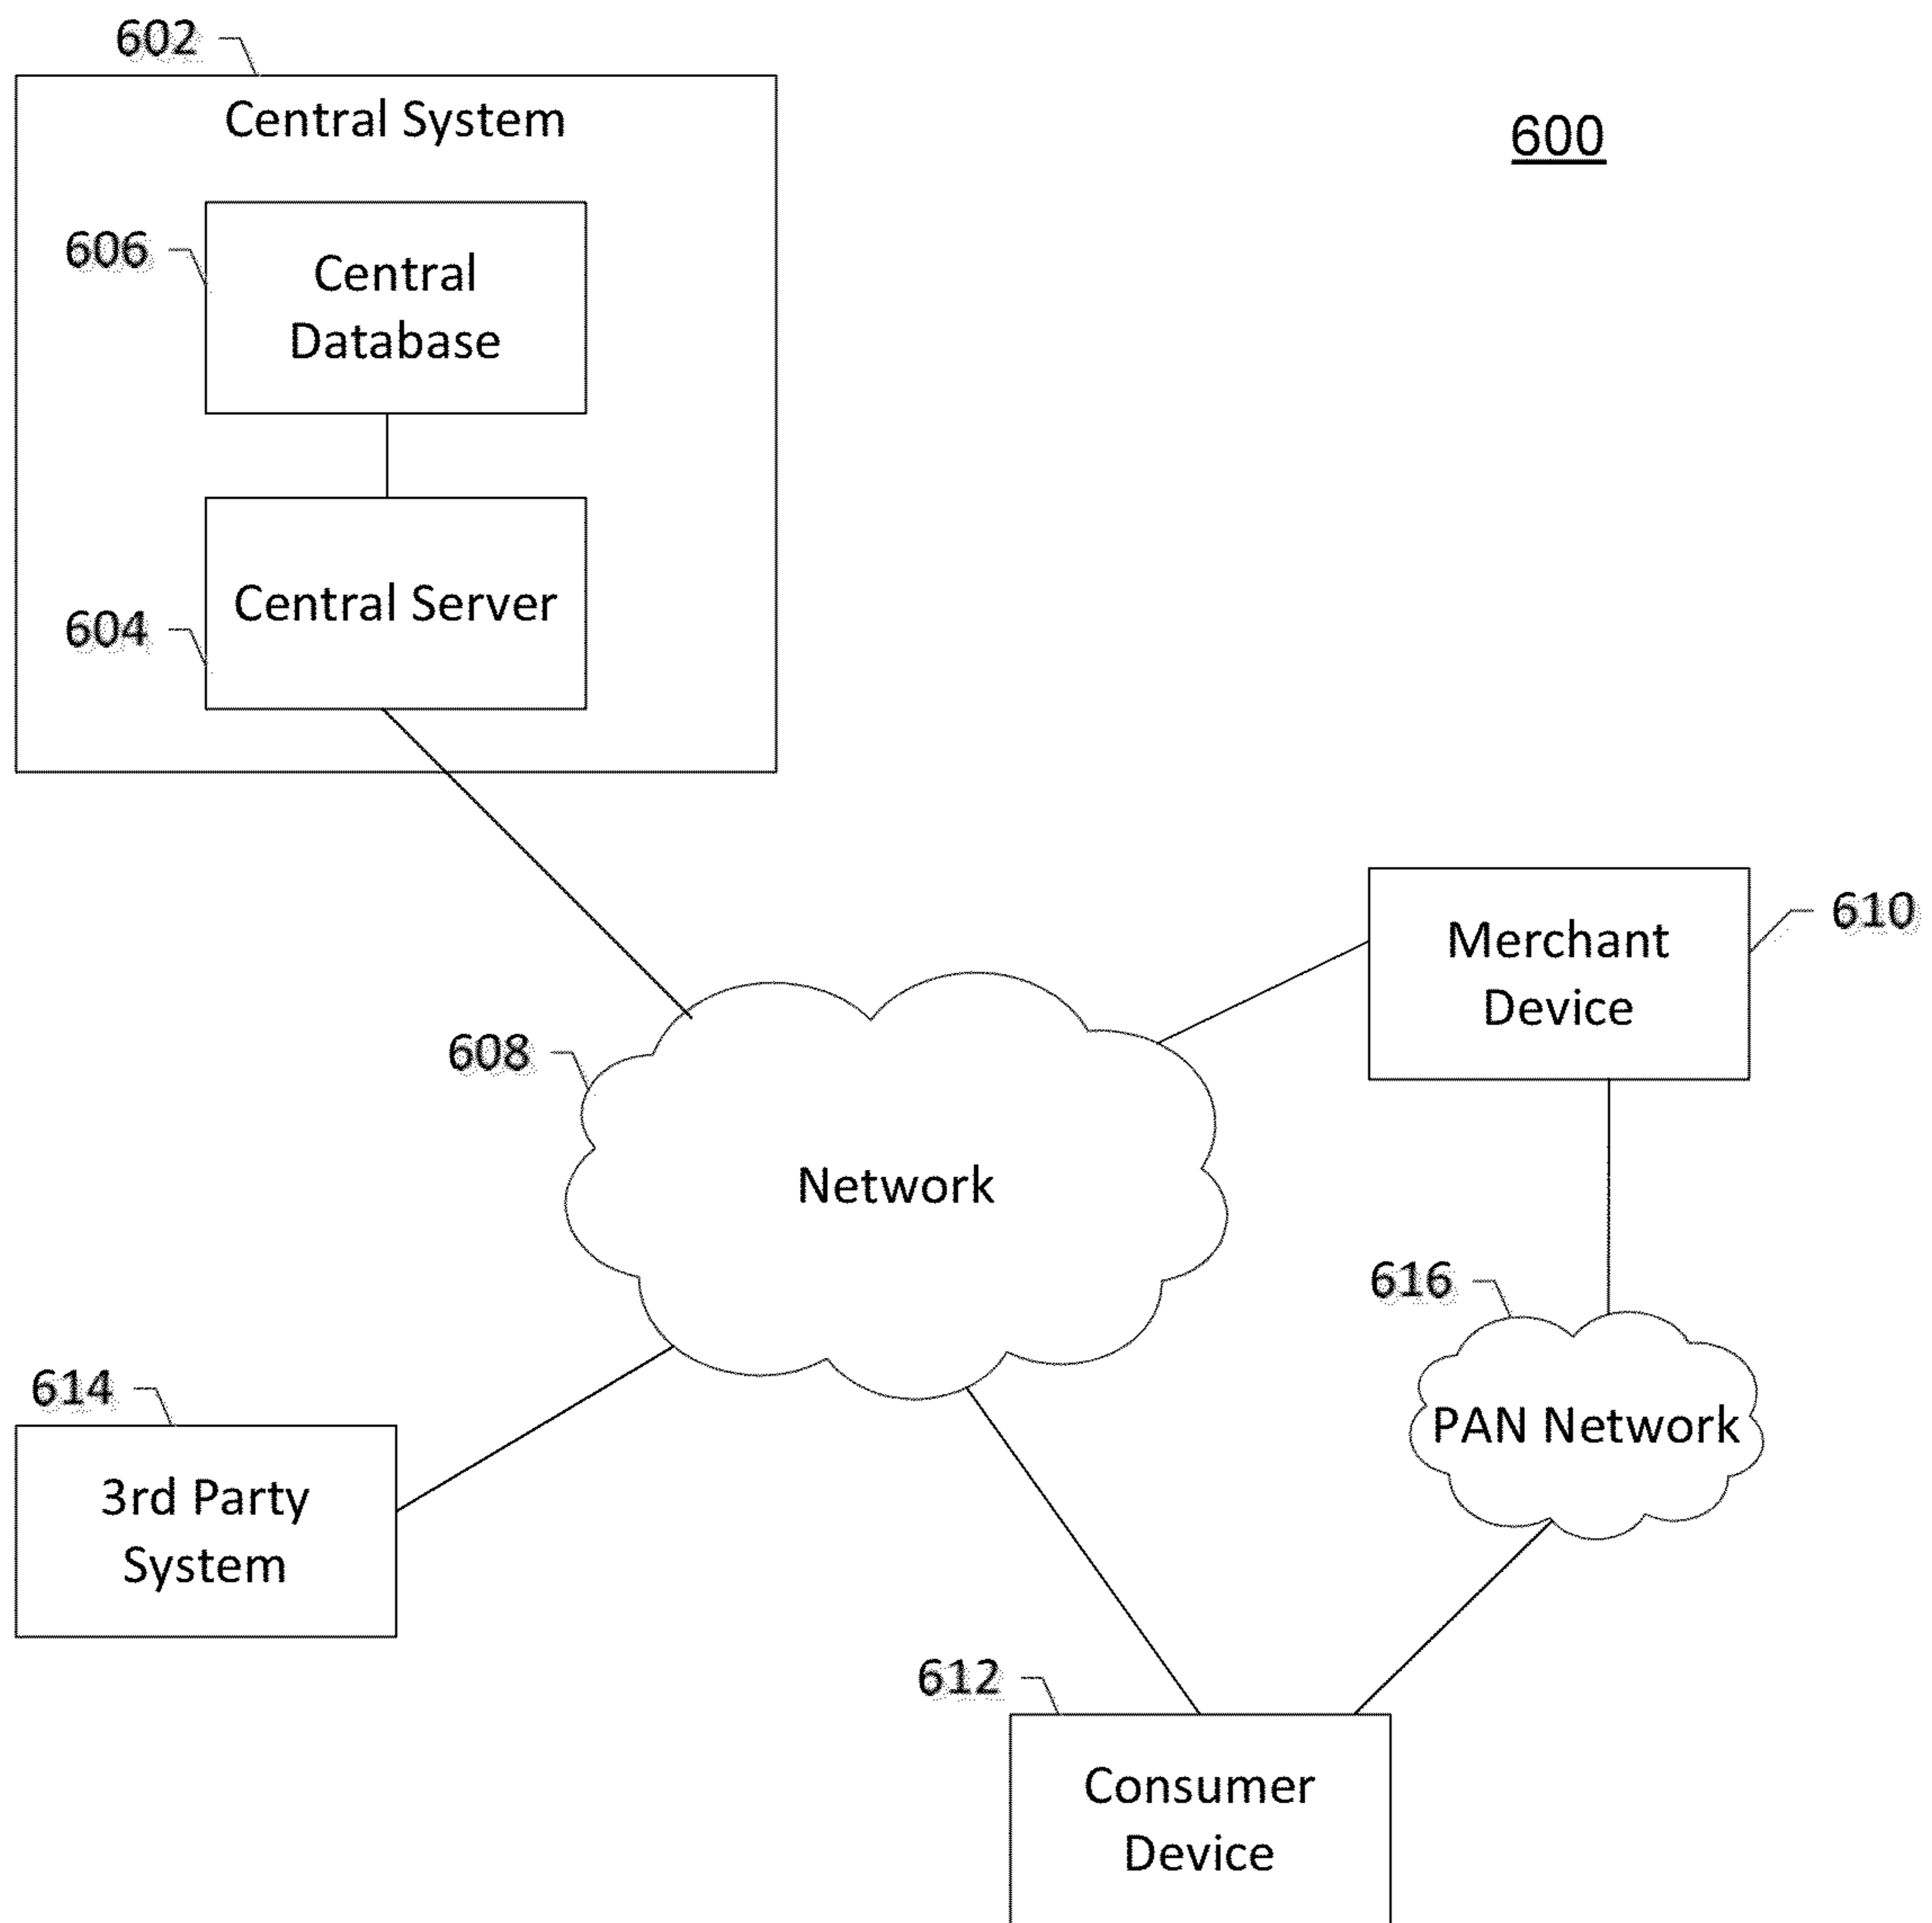 602
Central System
600
606
Central
Database
604
Central Server
610
Merchant
Device
608
Network
616
PAN Network
614
3rd Party
System
612
Consumer
Device